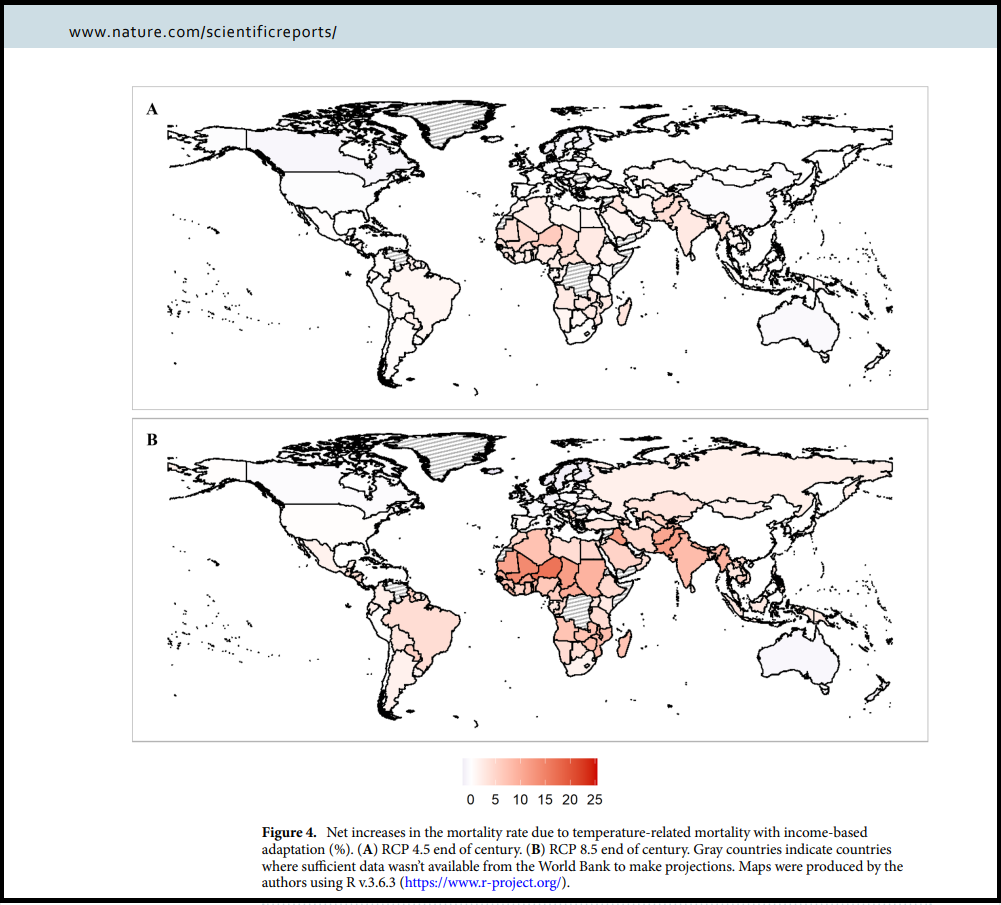 www.nature.com/scientificreports/
A
B
0 5 10 15 20 25
Figure 4. Net increases in the mortality rate due to temperature-related mortality with income-based
adaptation (%). (A) RCP 4.5 end of century. (B) RCP 8.5 end of century. Gray countries indicate countries
where sufficient data wasn't available from the World Bank to make projections. Maps were produced by the
authors using R v.3.6.3 (https://www.r-project.org/).